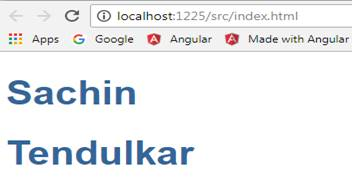 localhost:1225/src/index.html
Apps Google Angular Made with Angular
Sachin
Tendulkar